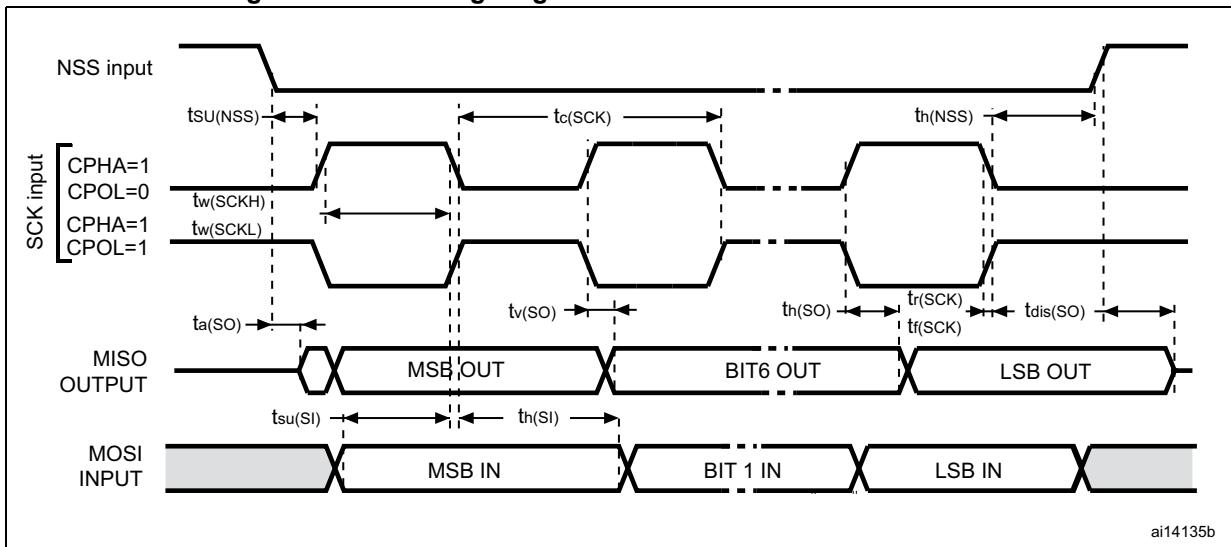 NSS input
tSU(NSS)
tc(SCK)
th(NSS)
SCK input
CPHA=1
CPOL=0
tw(SCKH)
CPHA=1
tw(SCKL)
CPOL=1
ta(SO)
tv(SO)
th(SO)
tr(SCK)
tf(SCK)
tdis(SO)
MISO
OUTPUT
MSB OUT
BIT6 OUT
LSB OUT
tsu(SI)
th(SI)
MOSI
INPUT
MSB IN
BIT 1 IN
LSB IN
ai14135b